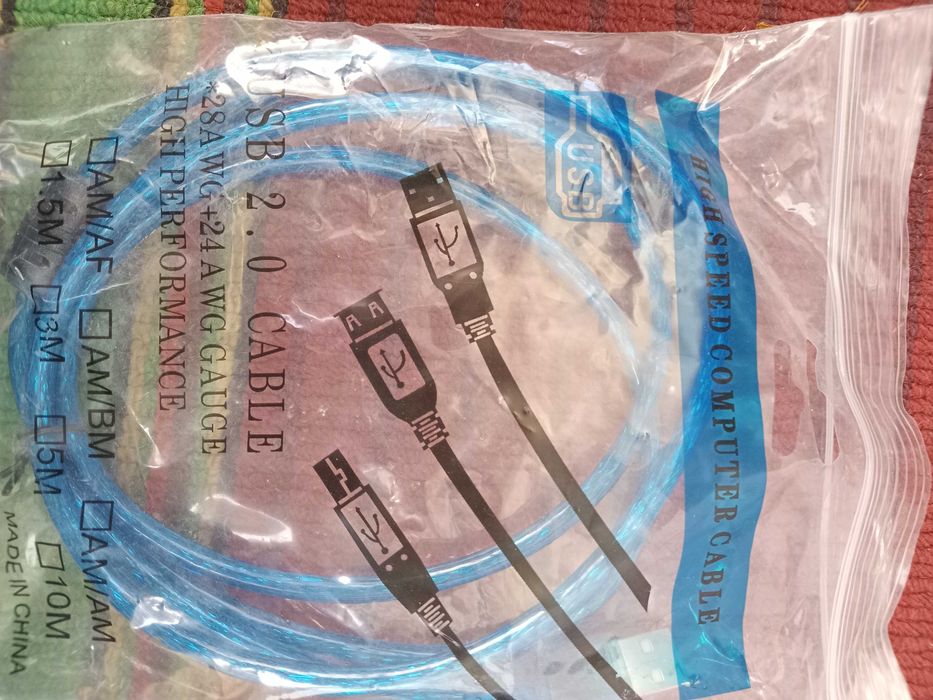 HIGH SPEED COMPUTER CABLE
USB
USB 2.0 CABLE
28AWG+24AWG GAUGE
HIGH PERFORMANCE
AM/AF AM/BM AM/AM
1.5M 3M 5M 10M
MADE IN CHINA